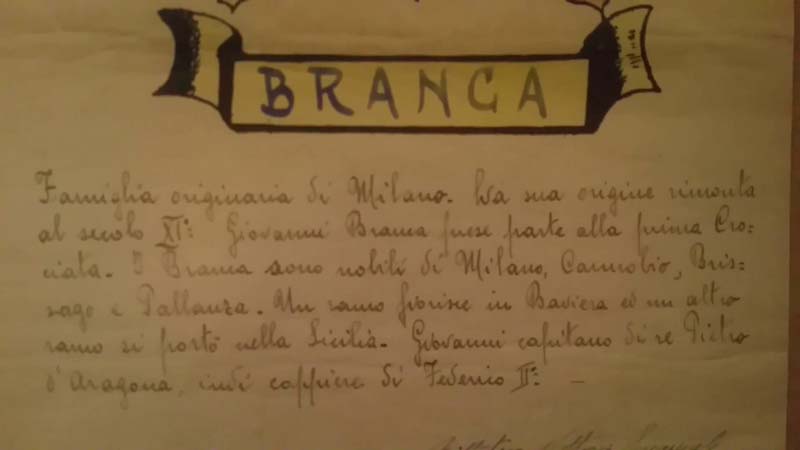 BRANCA
Famiglia originaria di Milano. La sua origine rimonta
al secolo XI°: Giovanni Branca prese parte alla prima Cro=
ciata. I Branca sono nobili di Milano, Cannobio, Bris=
sago e Pallanza. Un ramo fiorisce in Baviera ed un altro
ramo si portò nella Sicilia. Giovanni capitano di re Pietro
d'Aragona, indi coppiere di Federico II°: –